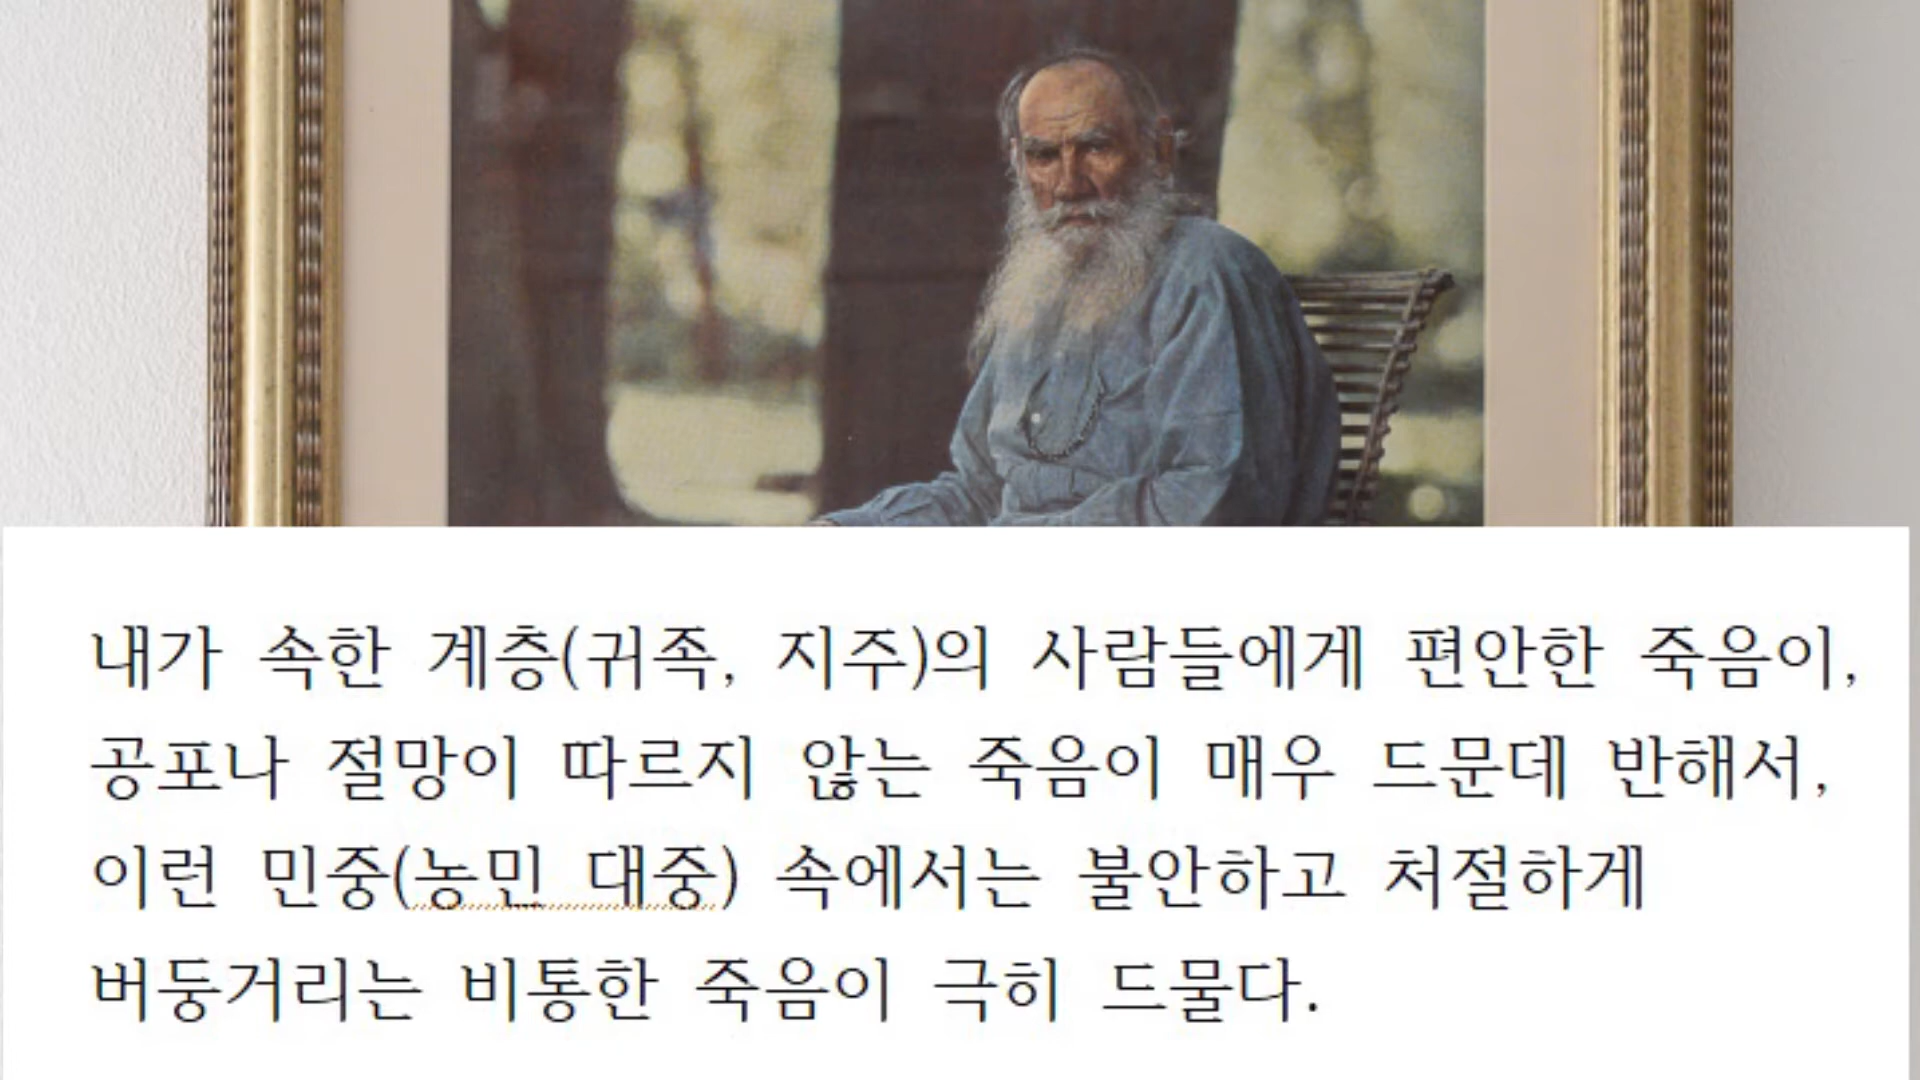 내가 속한 계층(귀족, 지주)의 사람들에게 편안한 죽음이,
공포나 절망이 따르지 않는 죽음이 매우 드문데 반해서,
이런 민중(농민 대중) 속에서는 불안하고 처절하게
버둥거리는 비통한 죽음이 극히 드물다.